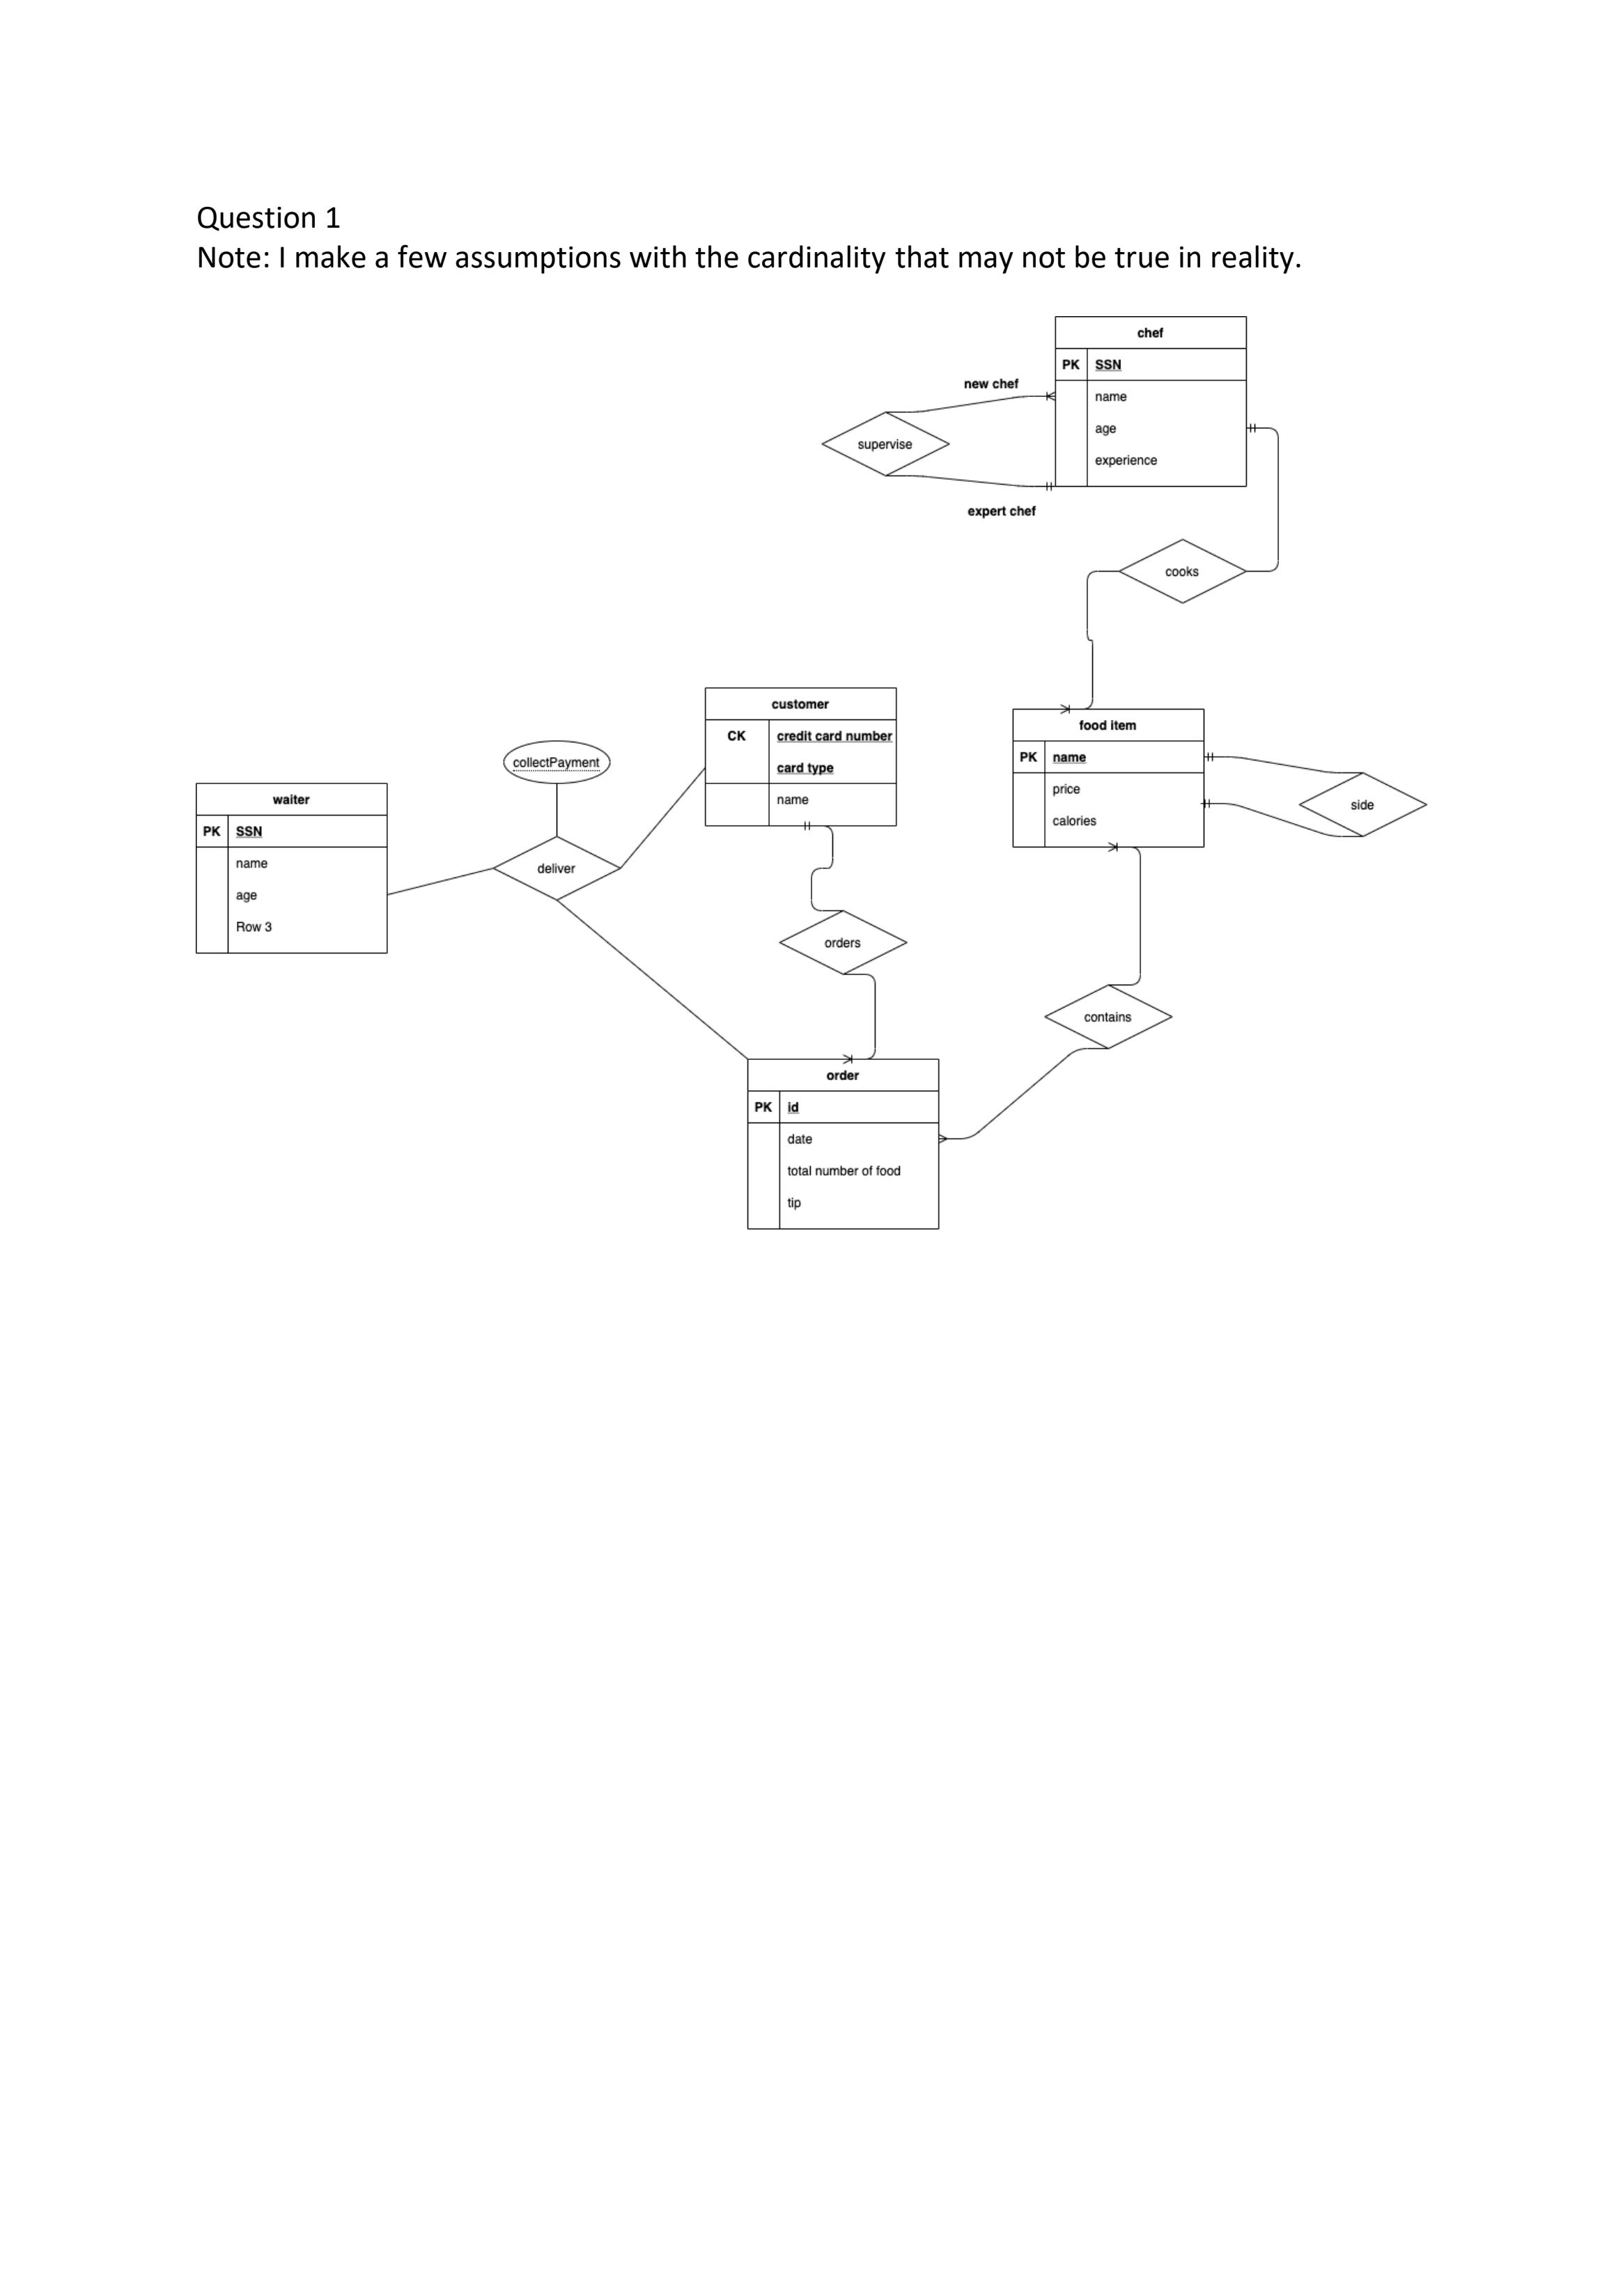 Question 1
Note: I make a few assumptions with the cardinality that may not be true in reality.
chef
PK SSN
name
age
experience
new chef
supervise
expert chef
cooks
customer
CK credit card number
card type
name
food item
PK name
price
calories
side
collectPayment
waiter
PK SSN
name
age
Row 3
deliver
orders
contains
order
PK id
date
total number of food
tip